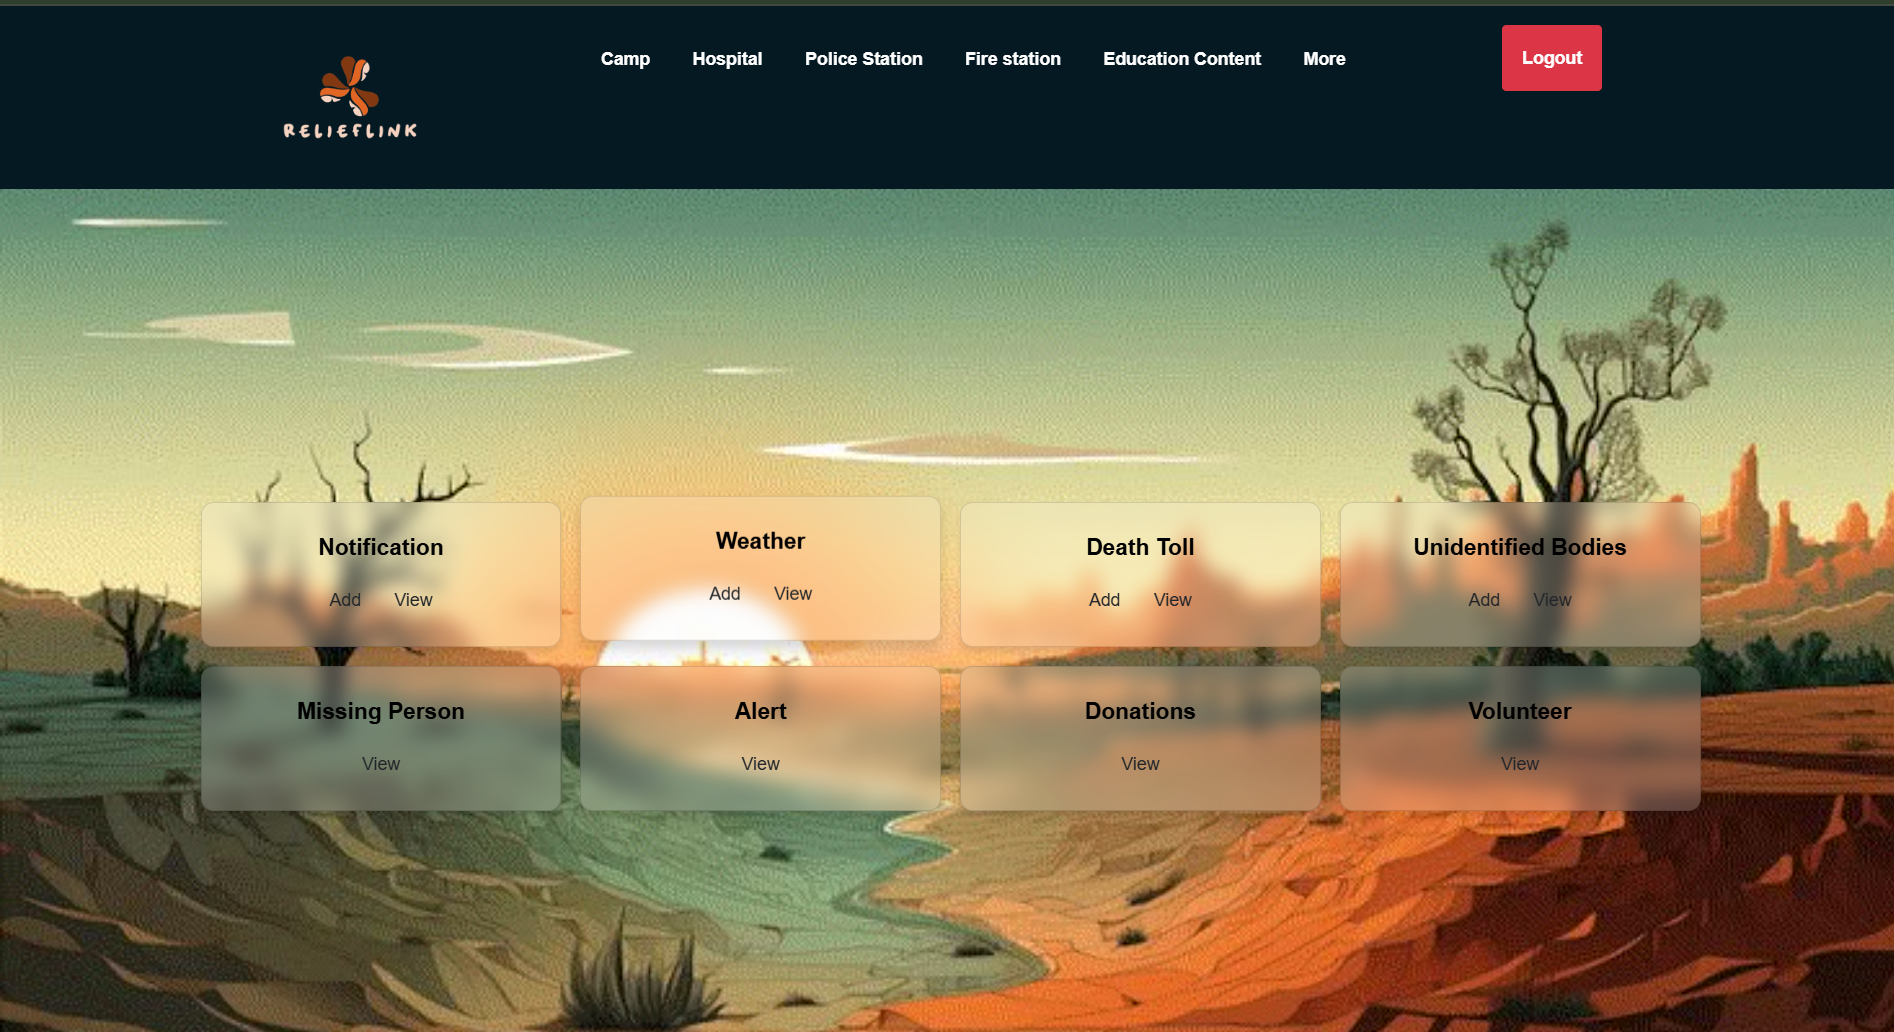 Camp Hospital Police Station Fire station Education Content More Logout
RELIEFLINK
Notification Weather Death Toll Unidentified Bodies
Add View Add View Add View Add View
Missing Person Alert Donations Volunteer
View View View View